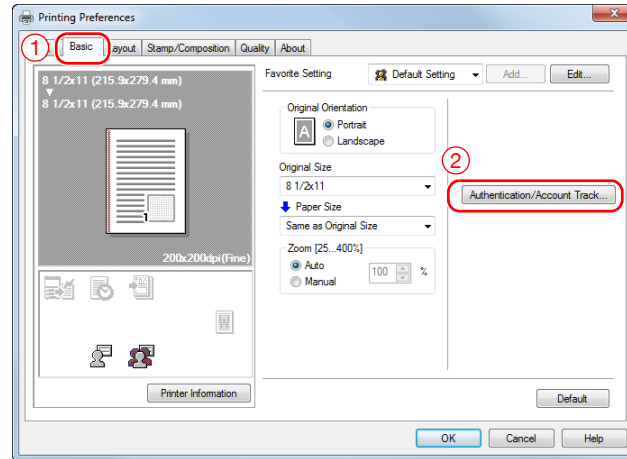 Printing Preferences
1
Basic
Layout
Stamp/Composition
Quality
About
8 1/2x11 (215.9x279.4 mm)
8 1/2x11 (215.9x279.4 mm)
1
200x200dpi(Fine)
Printer Information
Favorite Setting
Default Setting
Add...
Edit...
Original Orientation
A
Portrait
Landscape
Original Size
8 1/2x11
Paper Size
Same as Original Size
Zoom [25...400%]
Auto
Manual
100
%
2
Authentication/Account Track...
Default
OK
Cancel
Help